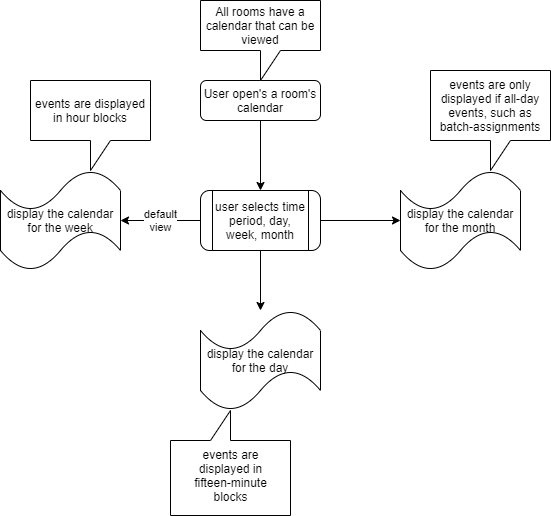 All rooms have a
calendar that can be
viewed
User open's a room's
calendar
events are displayed
in hour blocks
events are only
displayed if all-day
events, such as
batch-assignments
display the calendar
for the week
default
view
user selects time
period, day,
week, month
display the calendar
for the month
display the calendar
for the day
events are
displayed in
fifteen-minute
blocks